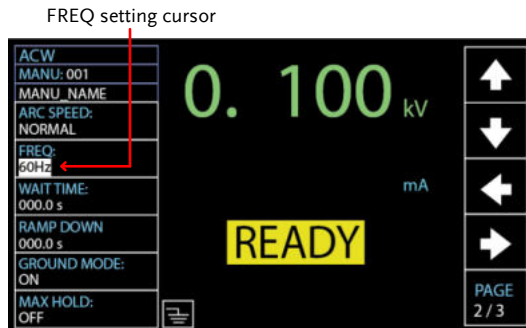 FREQ setting cursor
ACW
MANU: 001
MANU_NAME
ARC SPEED:
NORMAL
FREQ:
60Hz
WAIT TIME:
000.0 s
RAMP DOWN
000.0 s
GROUND MODE:
ON
MAX HOLD:
OFF
0. 100 kV
mA
READY
PAGE
2 / 3